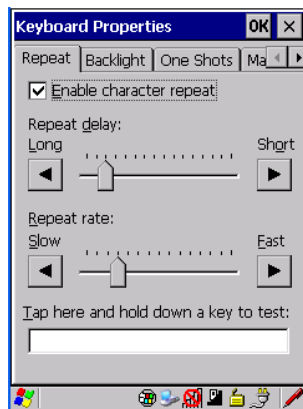 Keyboard Properties OK
Repeat Backlight One Shots Ma
Enable character repeat
Repeat delay:
Long Short
Repeat rate:
Slow Fast
Tap here and hold down a key to test: